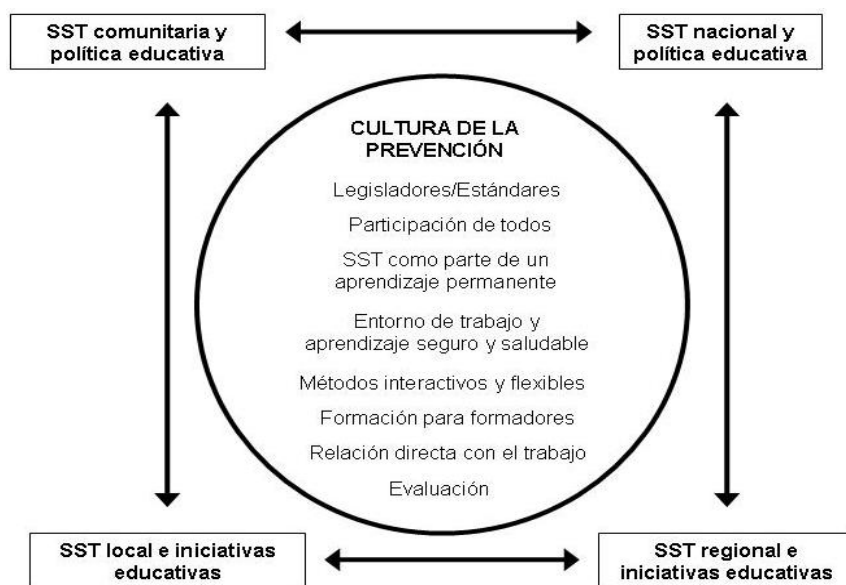 SST comunitaria y
política educativa
SST nacional y
política educativa
CULTURA DE LA
PREVENCIÓN
Legisladores/Estándares
Participación de todos
SST como parte de un
aprendizaje permanente
Entorno de trabajo y
aprendizaje seguro y saludable
Métodos interactivos y flexibles
Formación para formadores
Relación directa con el trabajo
Evaluación
SST local e iniciativas
educativas
SST regional e
iniciativas educativas